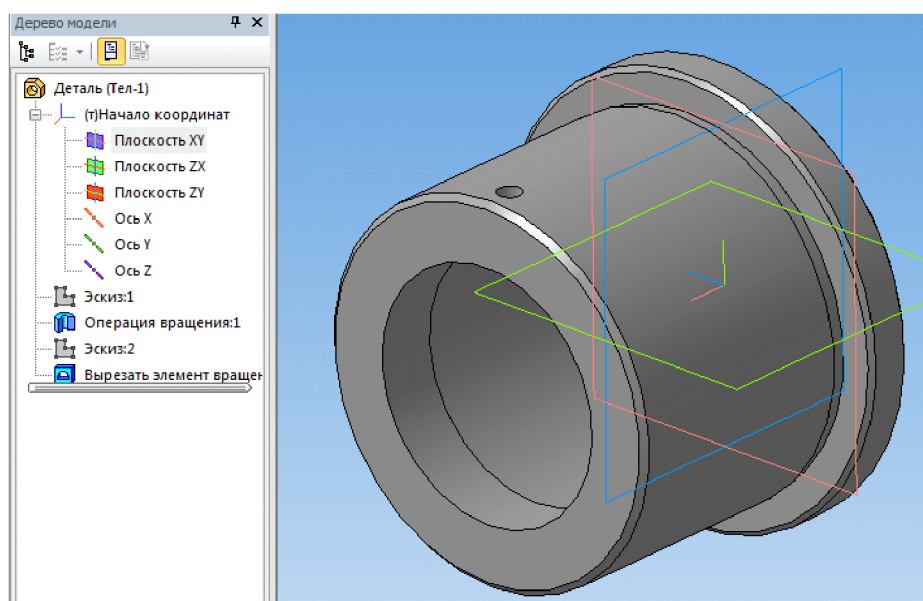 Дерево модели
Деталь (Тел-1)
(т)Начало координат
Плоскость XY
Плоскость ZX
Плоскость ZY
Ось X
Ось Y
Ось Z
Эскиз:1
Операция вращения:1
Эскиз:2
Вырезать элемент вращен